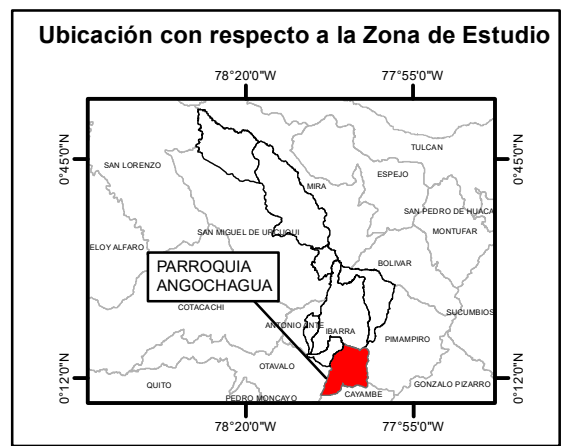 Ubicación con respecto a la Zona de Estudio
78°20'0"W 77°55'0"W
0°45'0"N 0°45'0"N
TULCAN
SAN LORENZO
ESPEJO
MIRA
SAN PEDRO DE HUACA
SAN MIGUEL DE URCUQUI
MONTUFAR
ELOY ALFARO
BOLIVAR
PARROQUIA
ANGOCHAGUA
COTACACHI
SUCUMBIOS
ANTONIO ANTE
IBARRA
PIMAMPIRO
OTAVALO
0°12'0"N 0°12'0"N
QUITO
GONZALO PIZARRO
CAYAMBE
PEDRO MONCAYO
78°20'0"W 77°55'0"W